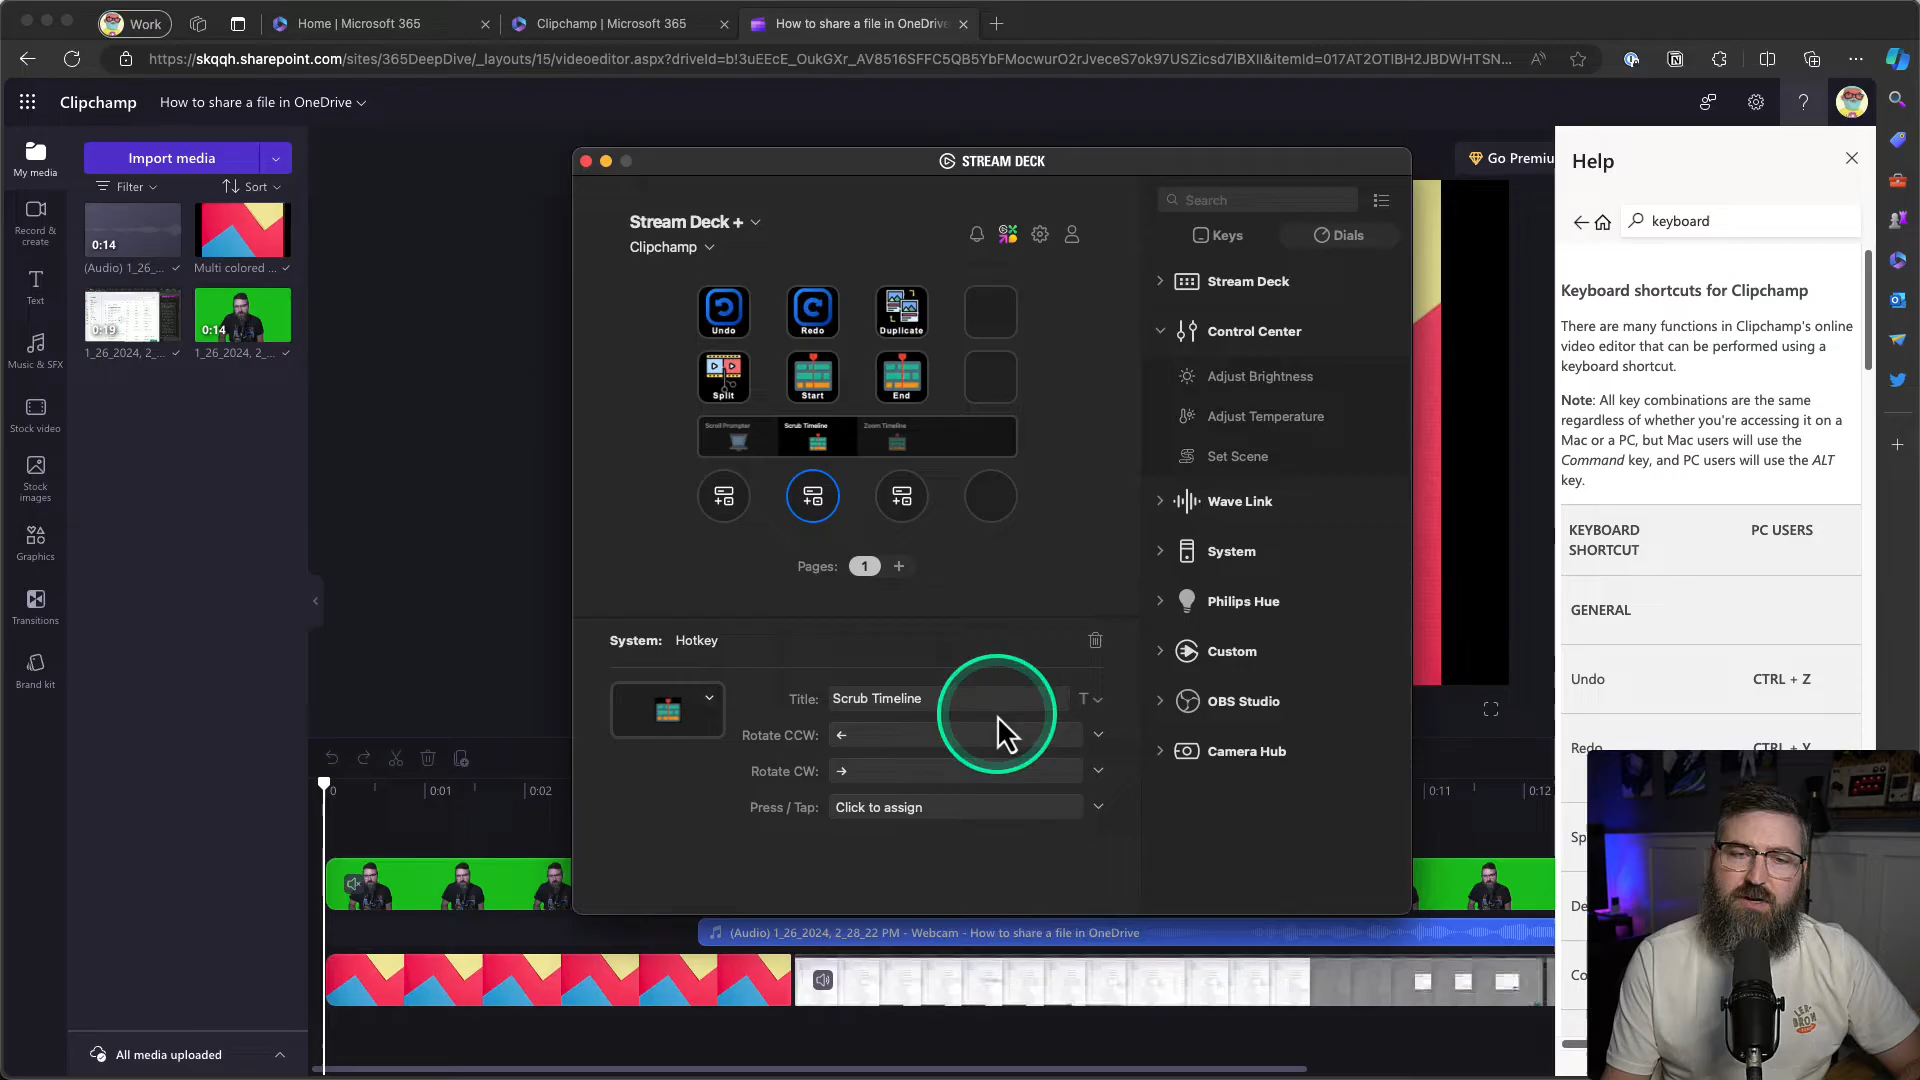 Work
Home | Microsoft 365
Clipchamp | Microsoft 365
How to share a file in OneDrive
https://skqqh.sharepoint.com/sites/365DeepDive/_layouts/15/videoeditor.aspx?driveId=b!3uEEcE_OukGXr_AV8516SFFC5QB5YbFMocwurO2rJveceS7ok97USZicsd7lBXII&itemId=017AT2OTIBH2JBDWHTSN...
Clipchamp
How to share a file in OneDrive
My media
Record & create
Text
Music & SFX
Stock video
Stock images
Graphics
Transitions
Brand kit
Import media
Filter
Sort
0:14
(Audio) 1_26_...
Multi colored ...
0:19
0:14
1_26_2024, 2_...
1_26_2024, 2_...
All media uploaded
STREAM DECK
Stream Deck +
Clipchamp
Undo
Redo
Duplicate
Split
Start
End
Scroll Prompter
Scrub Timeline
Zoom Timeline
Pages:
1
+
System: Hotkey
Title:
Scrub Timeline
T
Rotate CCW:
←
Rotate CW:
→
Press / Tap:
Click to assign
Search
Keys
Dials
Stream Deck
Control Center
Adjust Brightness
Adjust Temperature
Set Scene
Wave Link
System
Philips Hue
Custom
OBS Studio
Camera Hub
Go Premiu
Help
keyboard
Keyboard shortcuts for Clipchamp
There are many functions in Clipchamp's online
video editor that can be performed using a
keyboard shortcut.
Note: All key combinations are the same
regardless of whether you're accessing it on a
Mac or a PC, but Mac users will use the
Command key, and PC users will use the ALT
key.
KEYBOARD SHORTCUT
PC USERS
GENERAL
Undo
CTRL + Z
Redo
CTRL + Y
Sp
De
Co
0
0:01
0:02
0:11
0:12
(Audio) 1_26_2024, 2_28_22 PM - Webcam - How to share a file in OneDrive